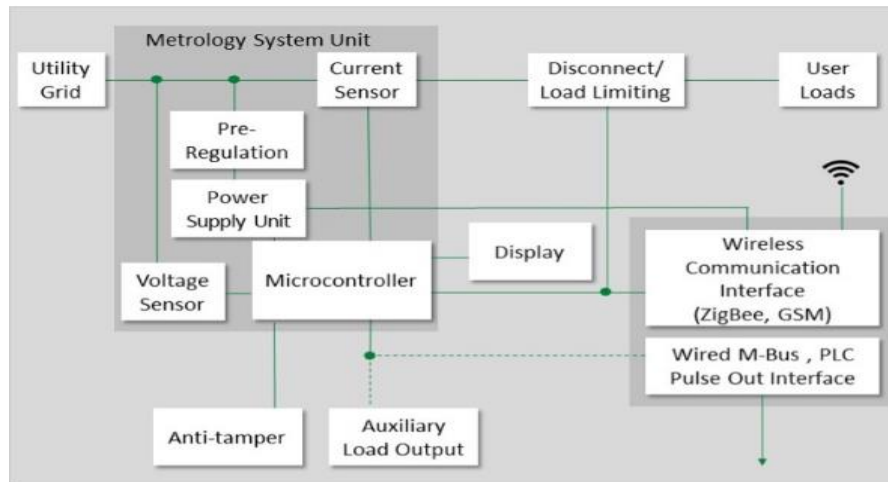 Metrology System Unit
Utility
Grid
Current
Sensor
Disconnect/
Load Limiting
User
Loads
Pre-
Regulation
Power
Supply Unit
Voltage
Sensor
Microcontroller
Display
Wireless
Communication
Interface
(ZigBee, GSM)
Wired M-Bus , PLC
Pulse Out Interface
Anti-tamper
Auxiliary
Load Output